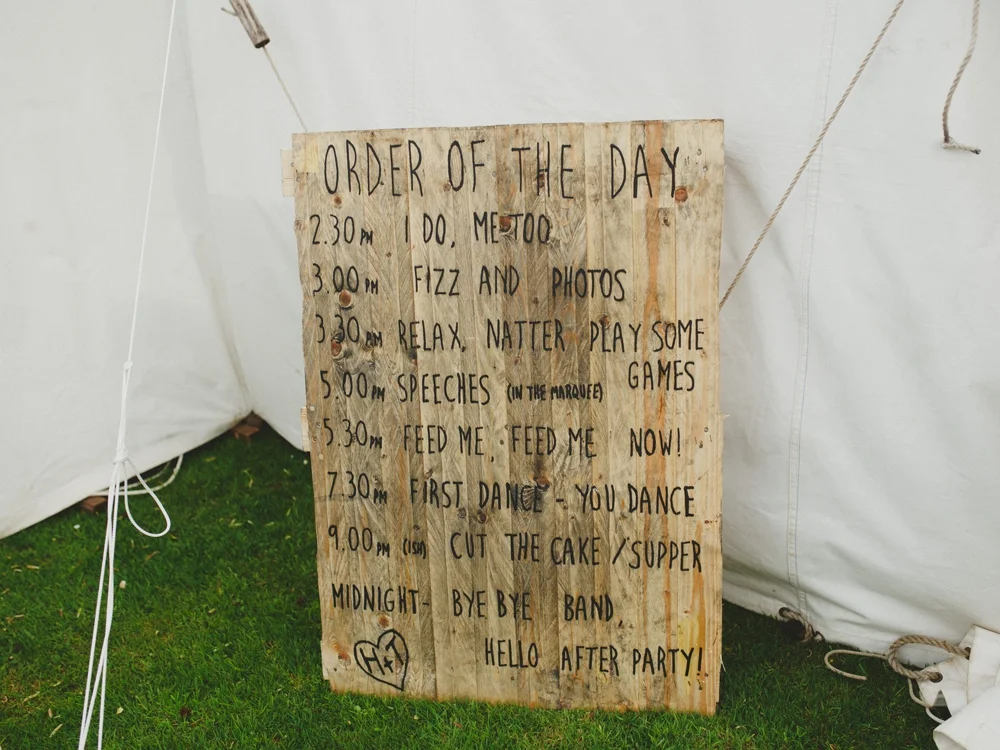 ORDER OF THE DAY
2.30PM I DO, ME TOO
3.00PM FIZZ AND PHOTOS
3.30PM RELAX, NATTER PLAY SOME
GAMES
5.00PM SPEECHES (IN THE MARQUEE)
5.30PM FEED ME, FEED ME NOW!
7.30PM FIRST DANCE - YOU DANCE
9.00PM (ISH) CUT THE CAKE / SUPPER
MIDNIGHT- BYE BYE BAND,
HELLO AFTER PARTY!
H+T